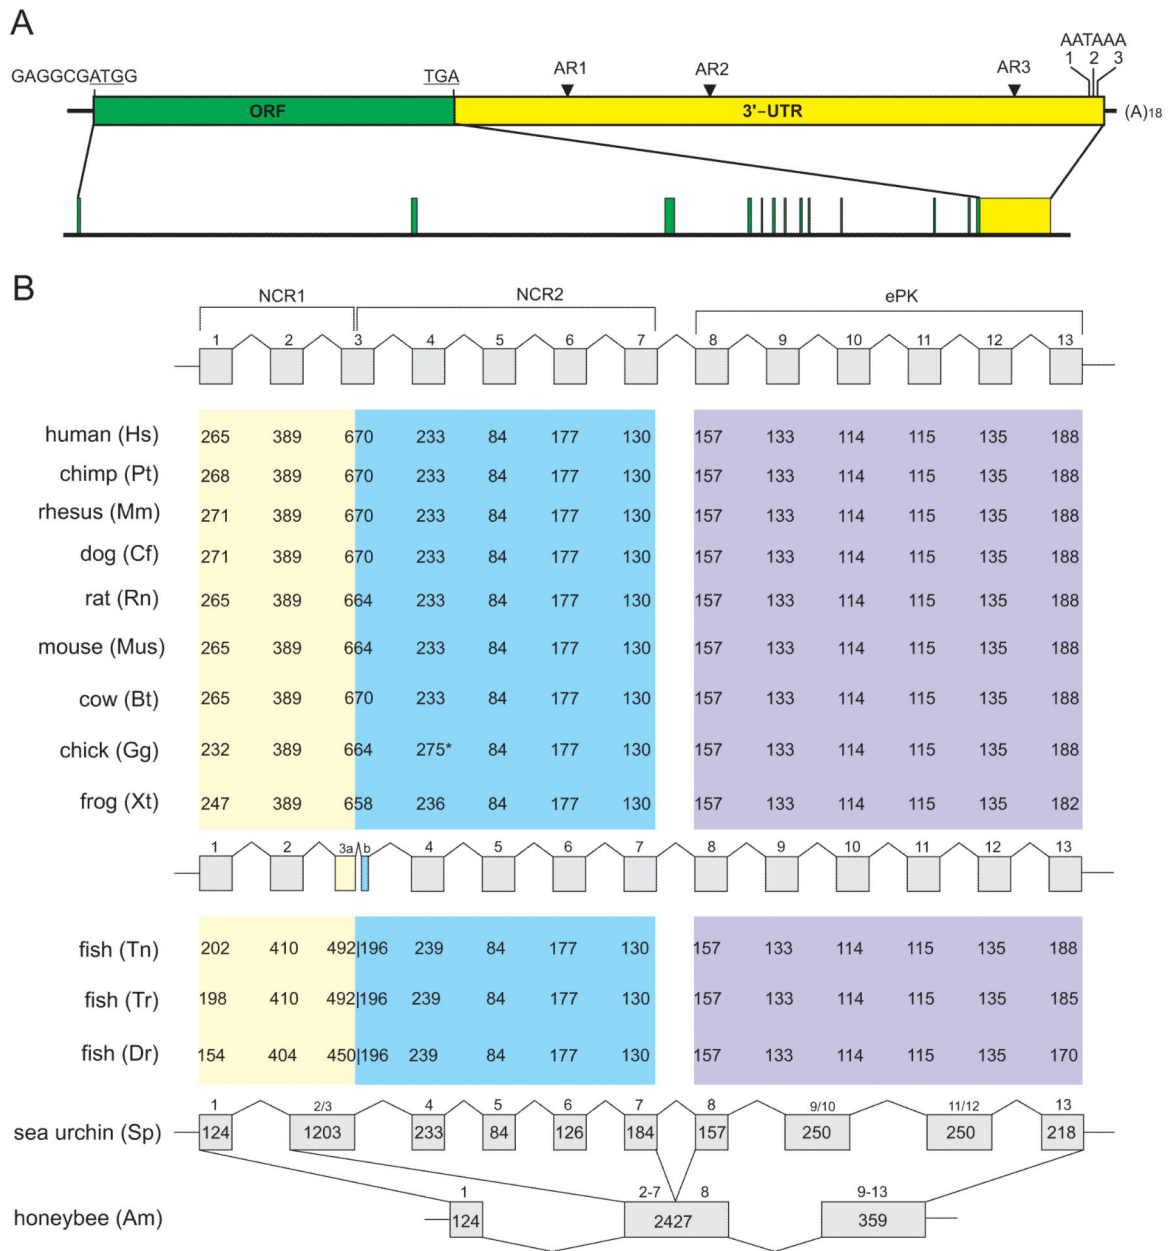 A
GAGGCGATGG
TGA
AR1
AR2
AR3
AATAAA
1 2 3
ORF
3'-UTR
(A)18
B
NCR1 NCR2 ePK
1 2 3 4 5 6 7 8 9 10 11 12 13
human (Hs) 265 389 670 233 84 177 130 157 133 114 115 135 188
chimp (Pt) 268 389 670 233 84 177 130 157 133 114 115 135 188
rhesus (Mm) 271 389 670 233 84 177 130 157 133 114 115 135 188
dog (Cf) 271 389 670 233 84 177 130 157 133 114 115 135 188
rat (Rn) 265 389 664 233 84 177 130 157 133 114 115 135 188
mouse (Mus) 265 389 664 233 84 177 130 157 133 114 115 135 188
cow (Bt) 265 389 670 233 84 177 130 157 133 114 115 135 188
chick (Gg) 232 389 664 275* 84 177 130 157 133 114 115 135 188
frog (Xt) 247 389 658 236 84 177 130 157 133 114 115 135 182
1 2 3a b 4 5 6 7 8 9 10 11 12 13
fish (Tn) 202 410 492|196 239 84 177 130 157 133 114 115 135 188
fish (Tr) 198 410 492|196 239 84 177 130 157 133 114 115 135 185
fish (Dr) 154 404 450|196 239 84 177 130 157 133 114 115 135 170
1 2/3 4 5 6 7 8 9/10 11/12 13
sea urchin (Sp) 124 1203 233 84 126 184 157 250 250 218
1 2-7 8 9-13
honeybee (Am) 124 2427 359